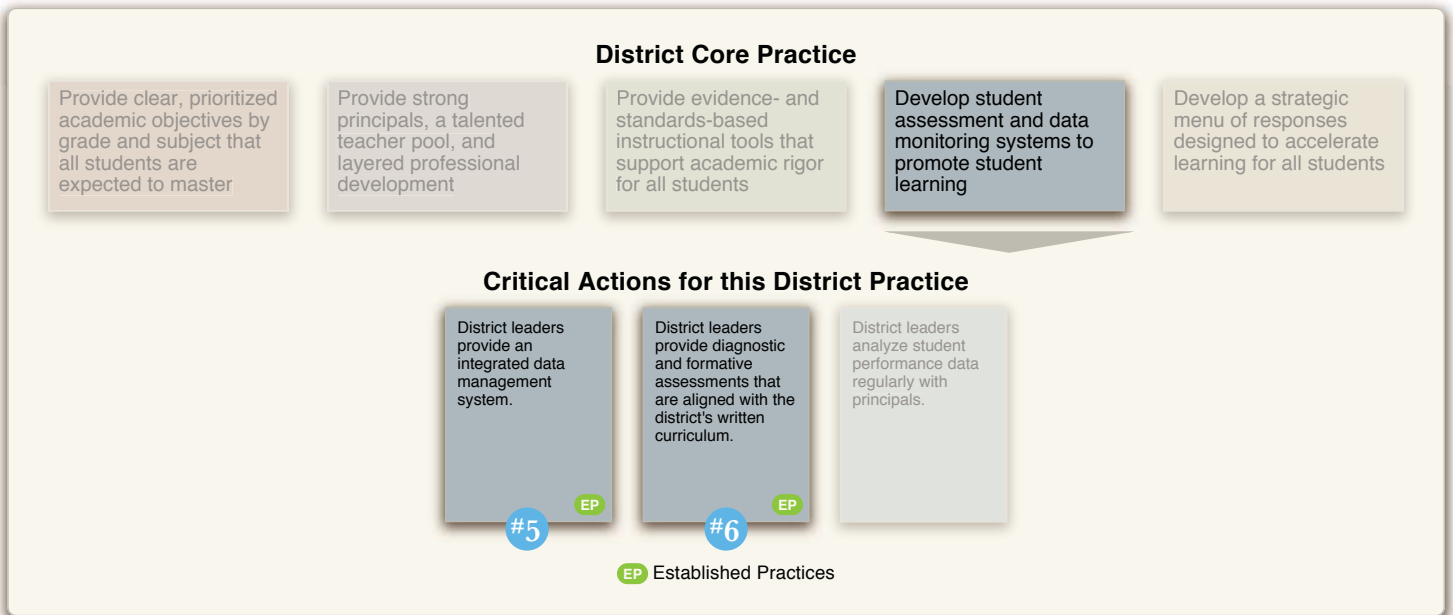 District Core Practice
Provide clear, prioritized
academic objectives by
grade and subject that
all students are
expected to master
Provide strong
principals, a talented
teacher pool, and
layered professional
development
Provide evidence- and
standards-based
instructional tools that
support academic rigor
for all students
Develop student
assessment and data
monitoring systems to
promote student
learning
Develop a strategic
menu of responses
designed to accelerate
learning for all students
Critical Actions for this District Practice
District leaders
provide an
integrated data
management
system.
EP
#5
District leaders
provide diagnostic
and formative
assessments that
are aligned with the
district's written
curriculum.
EP
#6
District leaders
analyze student
performance data
regularly with
principals.
EP Established Practices